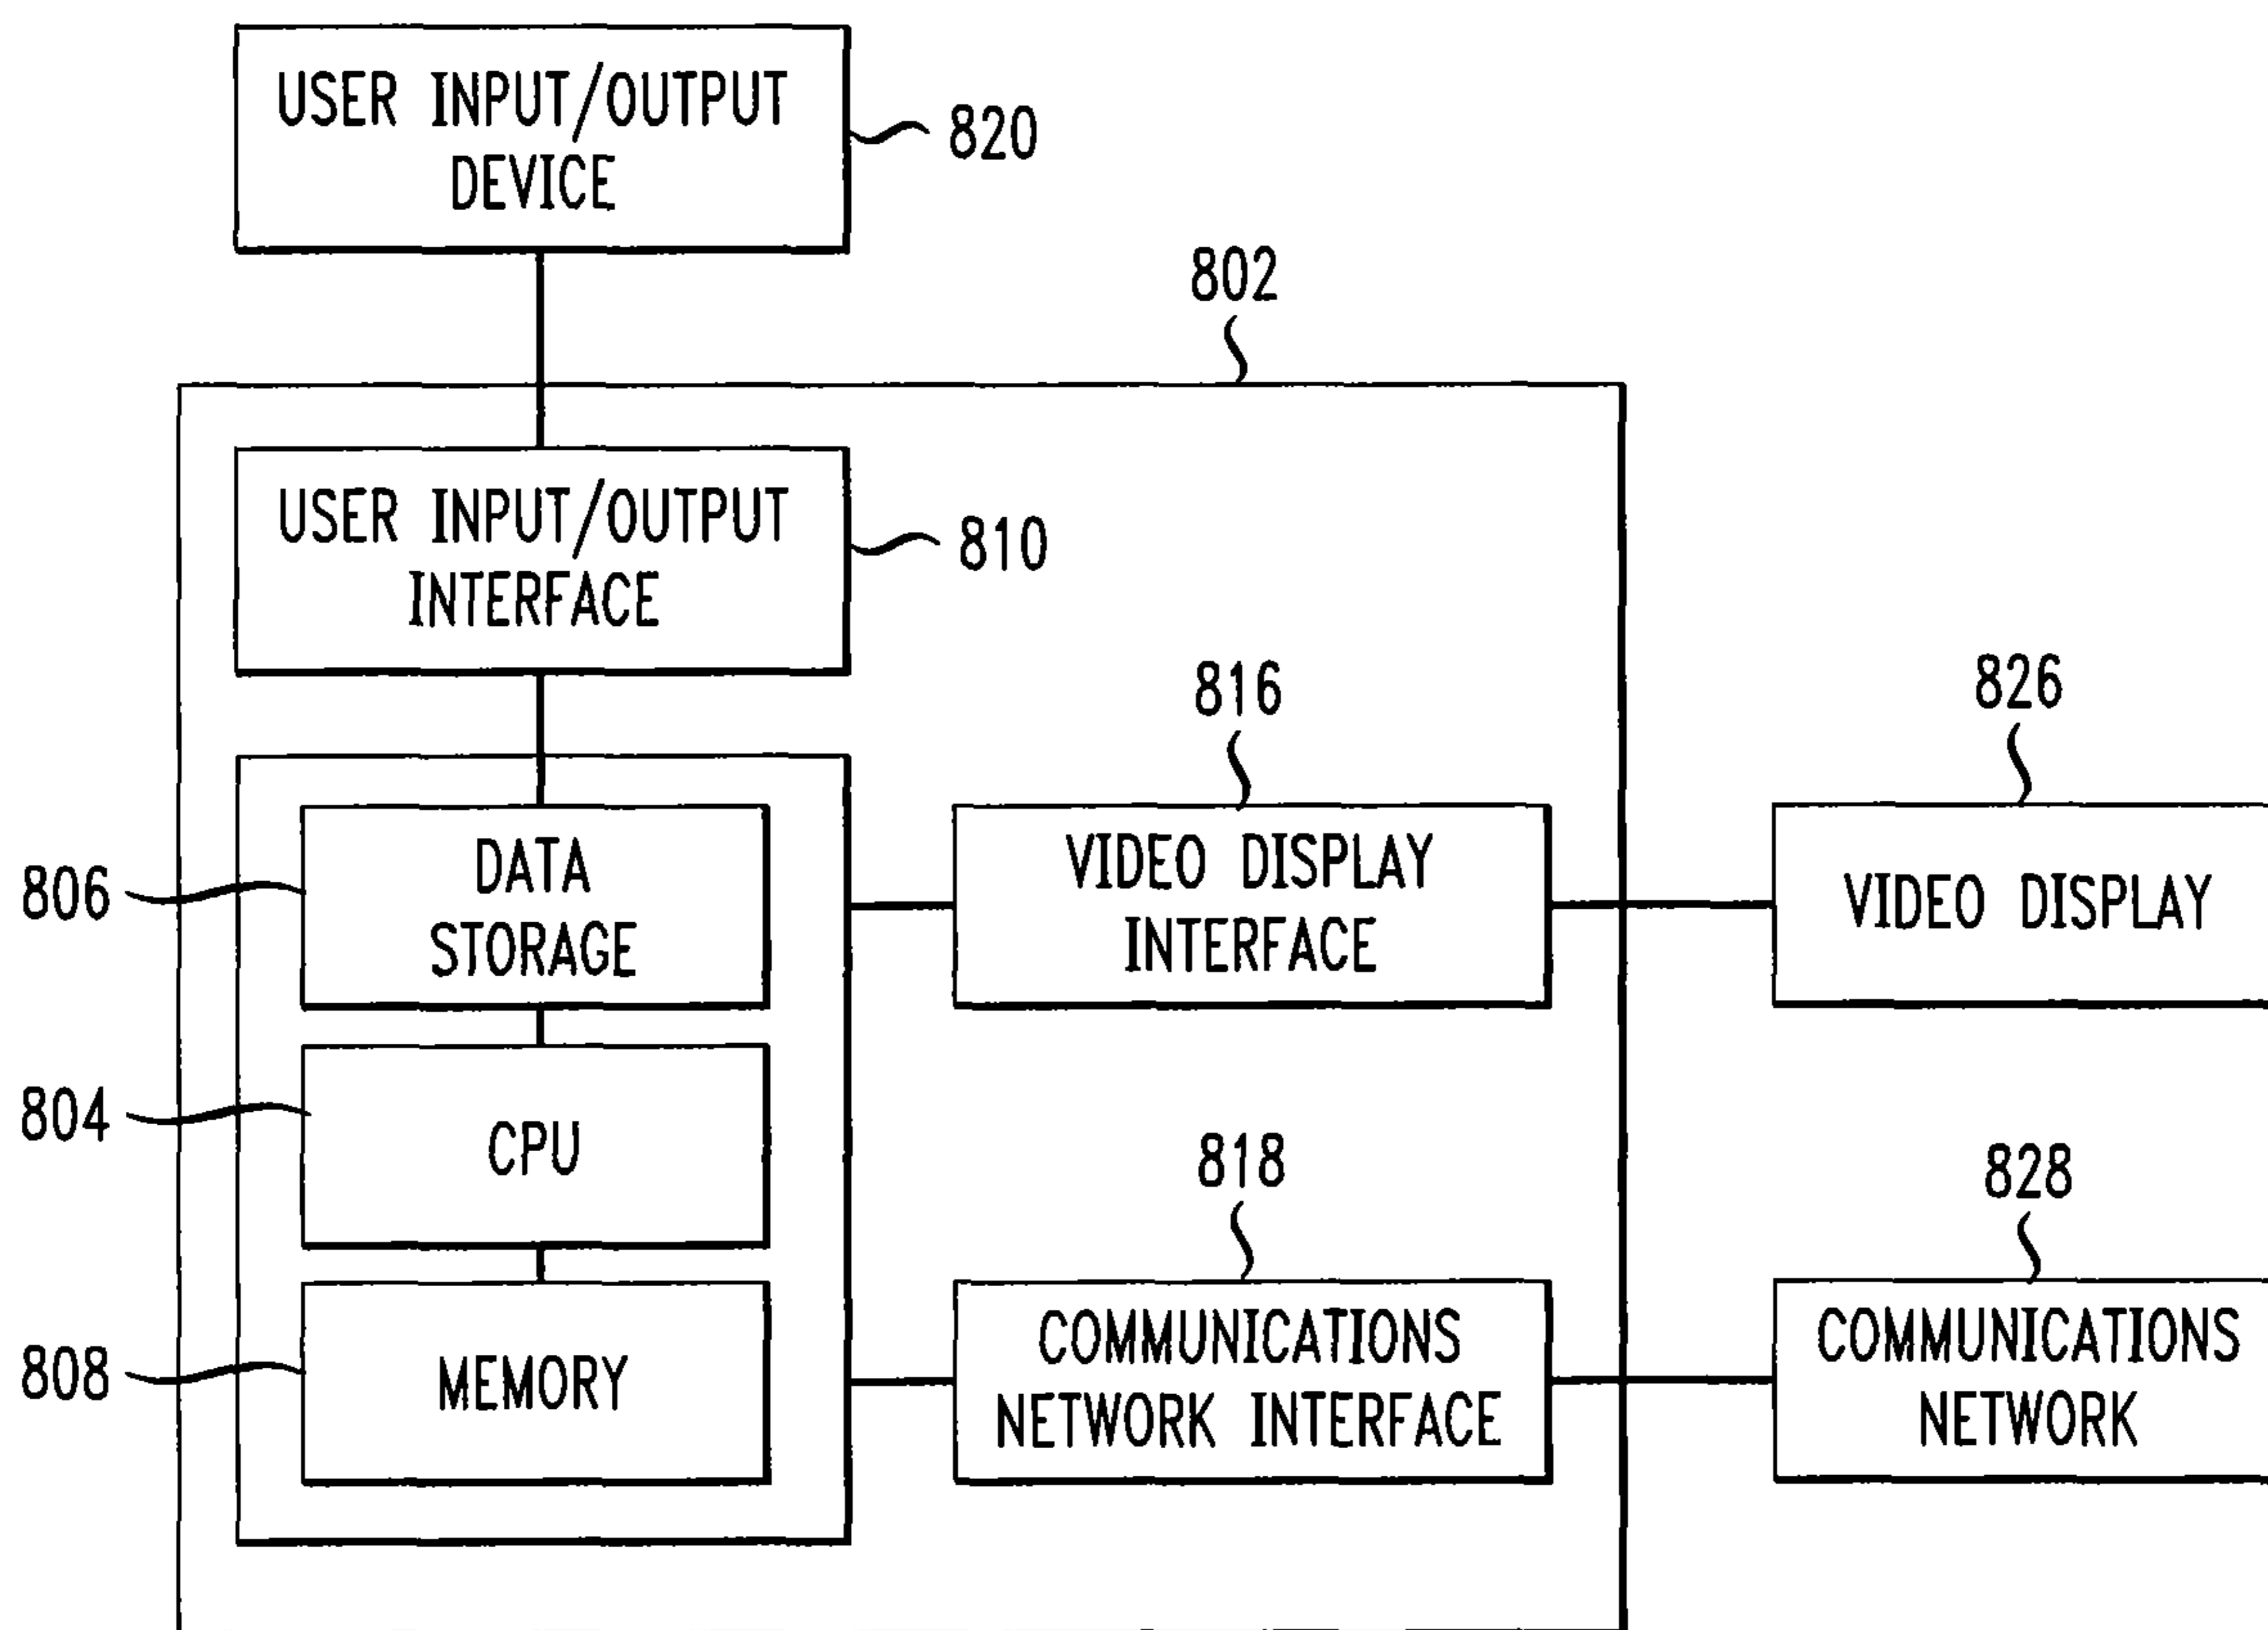 USER INPUT/OUTPUT
DEVICE
820
802
USER INPUT/OUTPUT
INTERFACE
810
816
826
806
DATA
STORAGE
VIDEO DISPLAY
INTERFACE
VIDEO DISPLAY
804
CPU
818
828
808
MEMORY
COMMUNICATIONS
NETWORK INTERFACE
COMMUNICATIONS
NETWORK